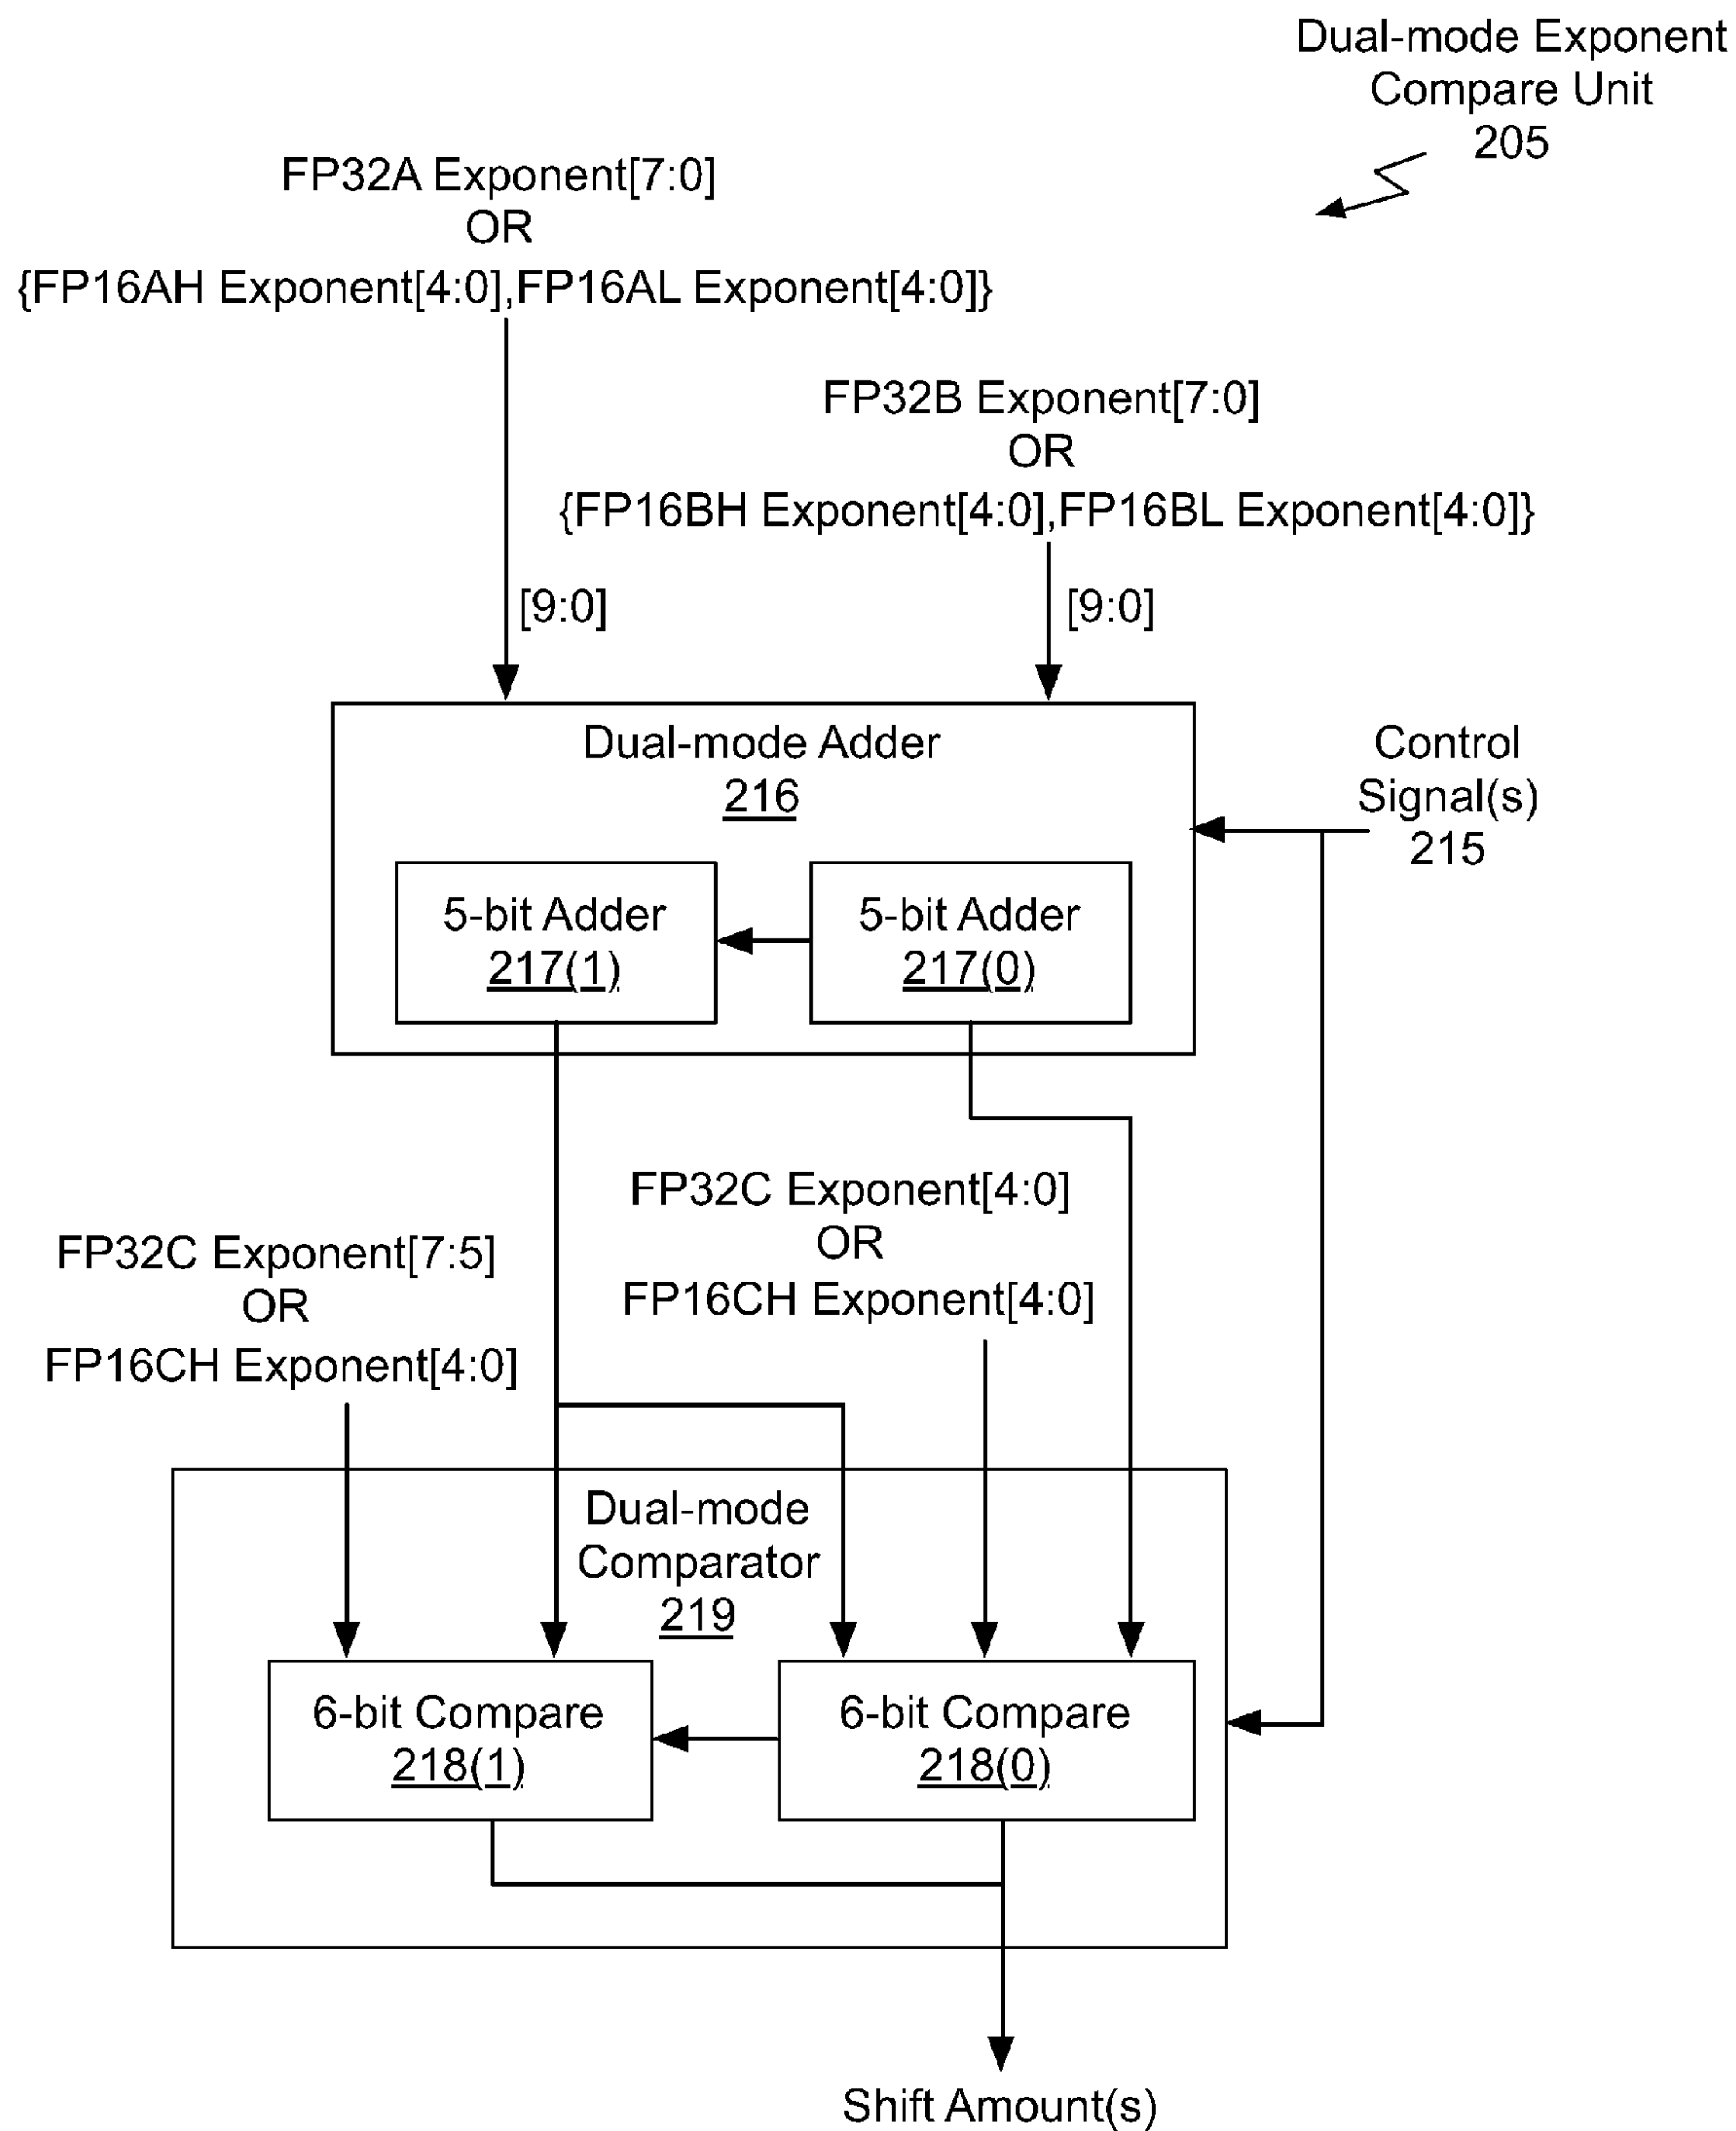 Dual-mode Exponent
Compare Unit
205
FP32A Exponent[7:0]
OR
{FP16AH Exponent[4:0],FP16AL Exponent[4:0]}
FP32B Exponent[7:0]
OR
{FP16BH Exponent[4:0],FP16BL Exponent[4:0]}
[9:0]
[9:0]
Dual-mode Adder
216
Control
Signal(s)
215
5-bit Adder
217(1)
5-bit Adder
217(0)
FP32C Exponent[4:0]
OR
FP16CH Exponent[4:0]
FP32C Exponent[7:5]
OR
FP16CH Exponent[4:0]
Dual-mode
Comparator
219
6-bit Compare
218(1)
6-bit Compare
218(0)
Shift Amount(s)